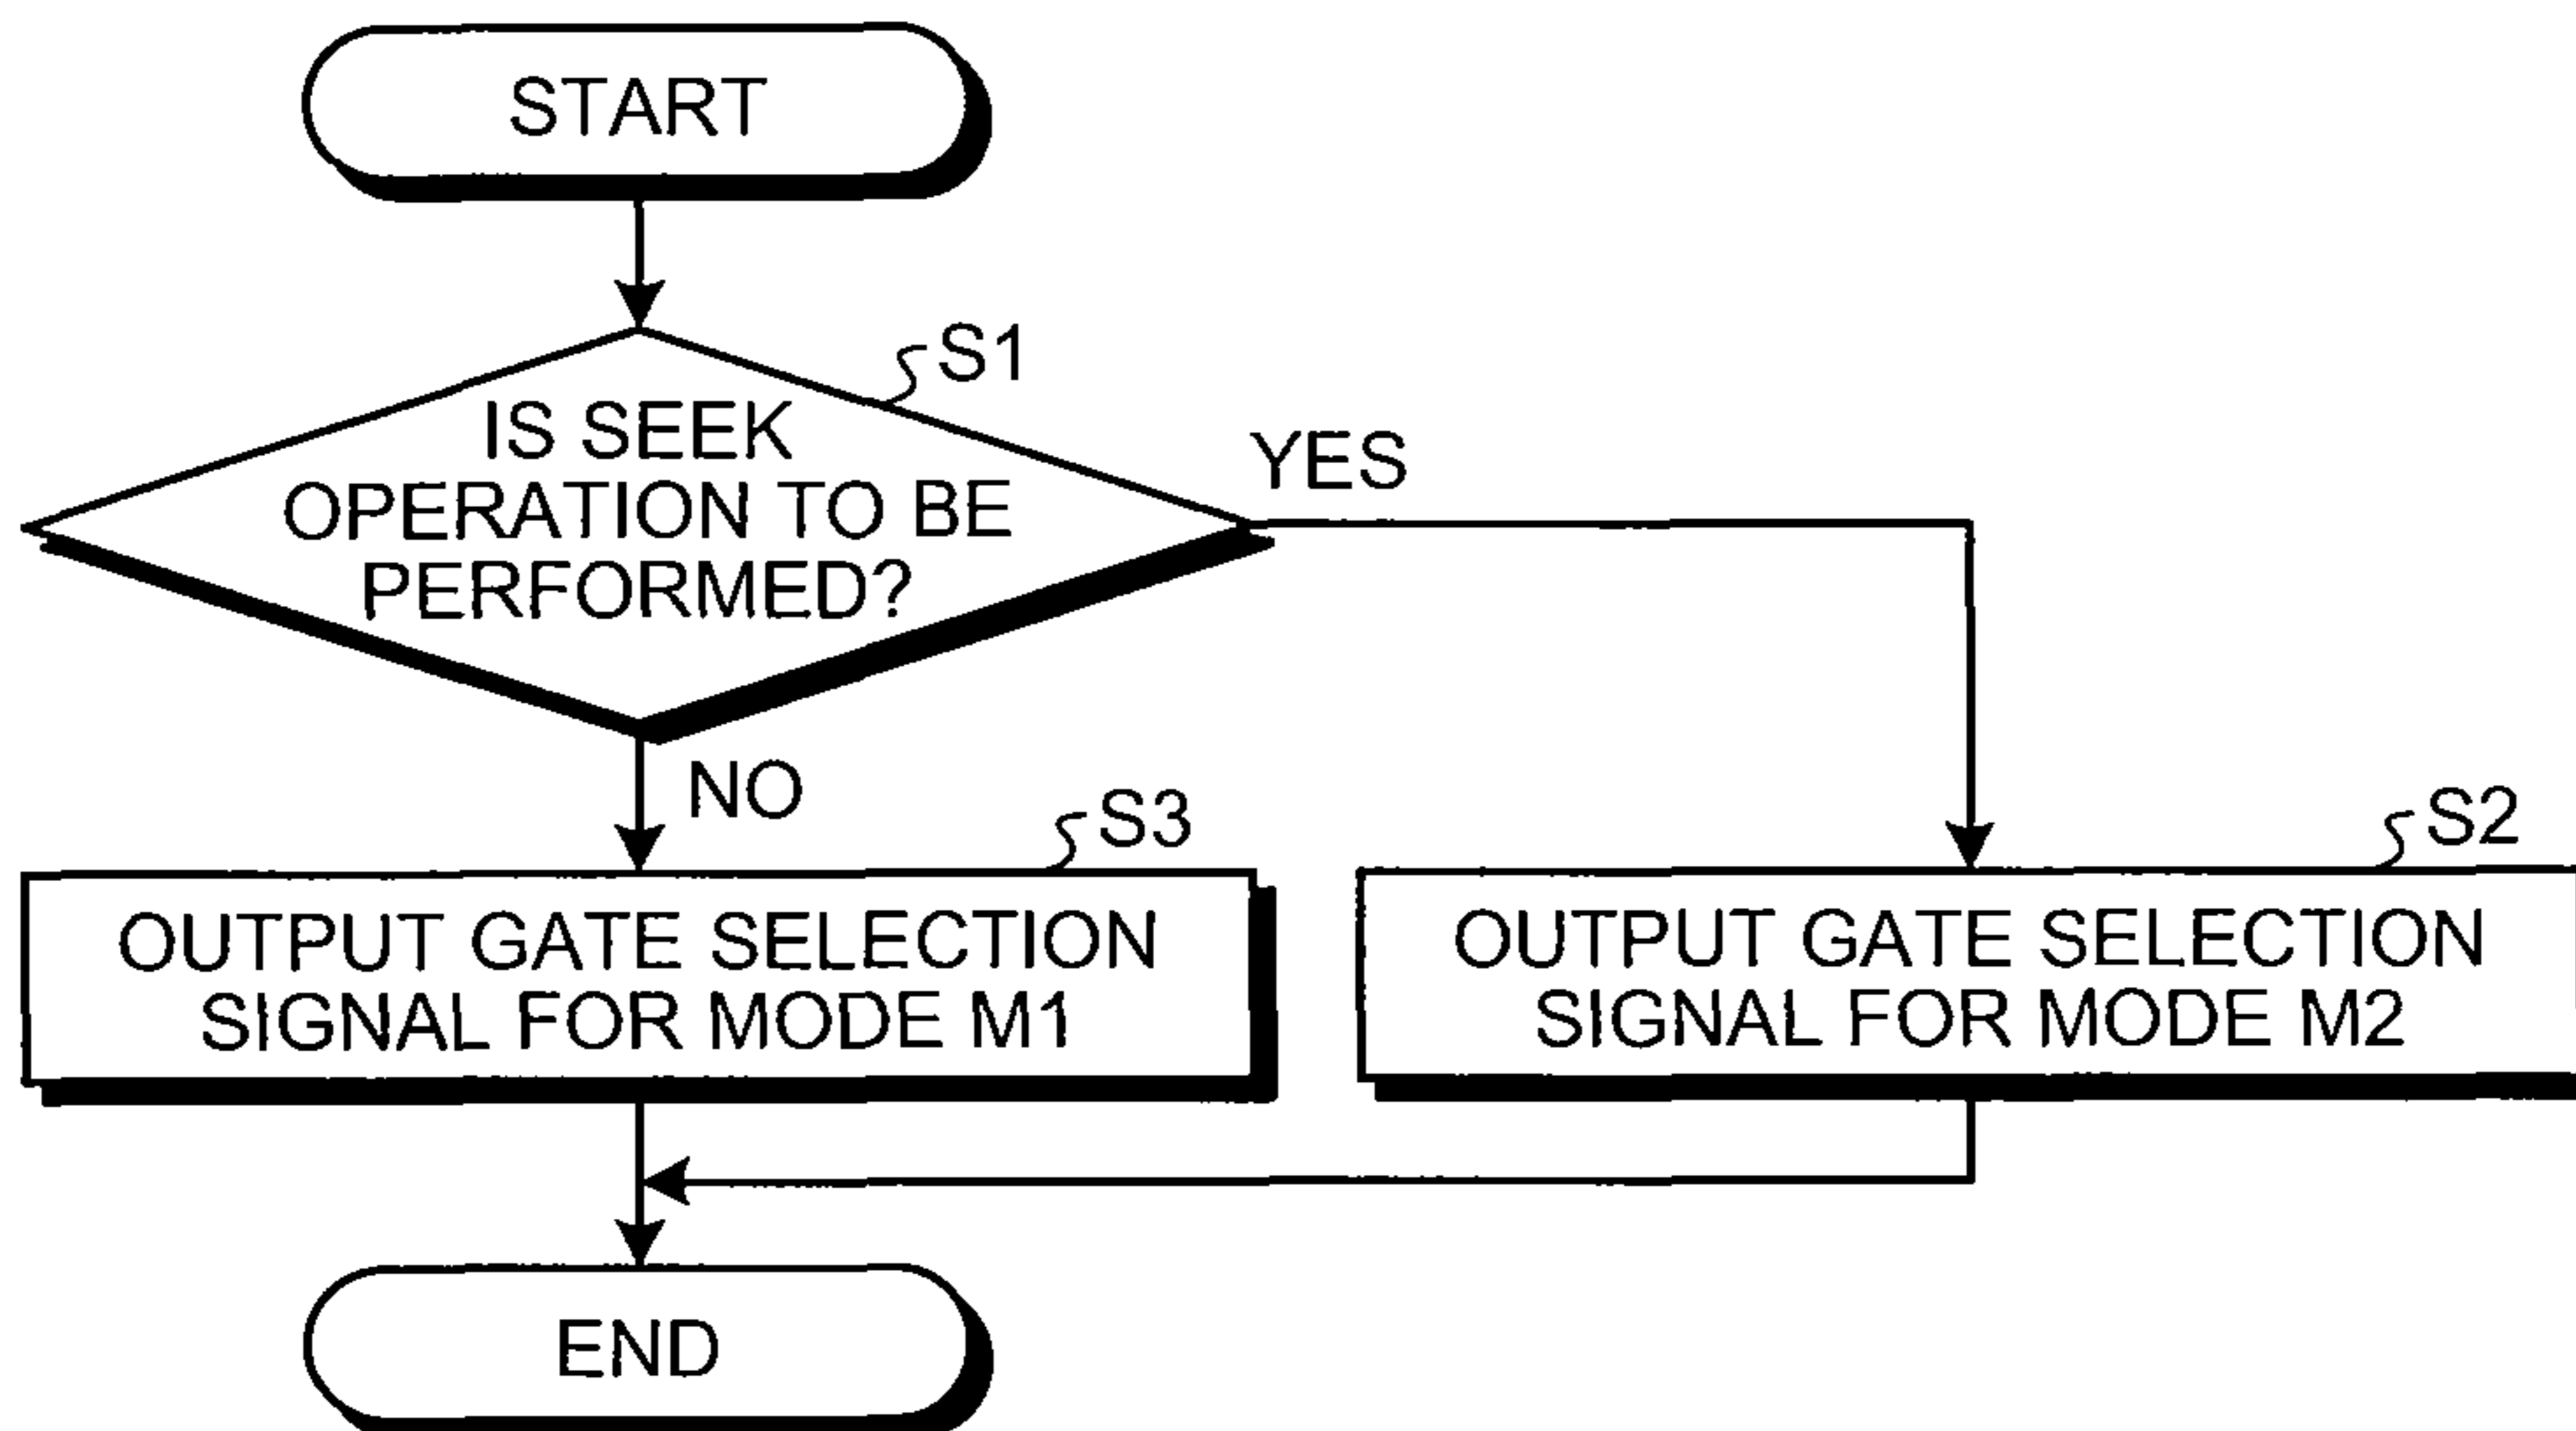 START
S1
IS SEEK
OPERATION TO BE
PERFORMED?
YES
NO
S3
OUTPUT GATE SELECTION
SIGNAL FOR MODE M1
S2
OUTPUT GATE SELECTION
SIGNAL FOR MODE M2
END